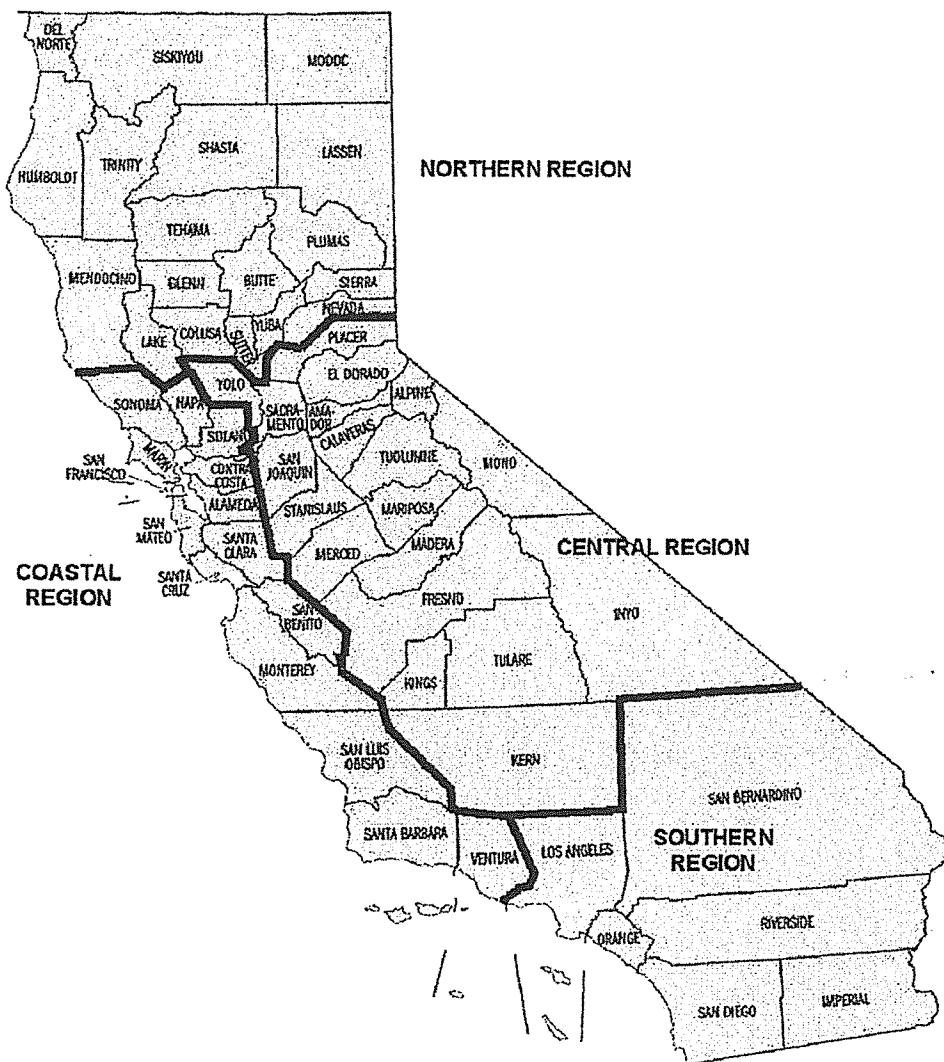 DEL
NORTE
SISKIYOU
MODOC
HUMBOLDT
TRINITY
SHASTA
LASSEN
NORTHERN REGION
TEHAMA
PLUMAS
MENDOCINO
GLENN
BUTTE
SIERRA
LAKE
COLUSA
SUTTER
YUBA
NEVADA
PLACER
SONOMA
NAPA
YOLO
EL DORADO
SACRA-
MENTO
AMA-
DOR
ALPINE
SOLANO
CALAVERAS
MARIN
SAN
FRANCISCO
CONTRA
COSTA
SAN
JOAQUIN
TUOLUMNE
MONO
ALAMEDA
STANISLAUS
MARIPOSA
SAN
MATEO
SANTA
CLARA
MERCED
MADERA
CENTRAL REGION
COASTAL
REGION
SANTA
CRUZ
SAN
BENITO
FRESNO
INYO
MONTEREY
KINGS
TULARE
SAN LUIS
OBISPO
KERN
SAN BERNARDINO
SANTA BARBARA
VENTURA
LOS ANGELES
SOUTHERN
REGION
ORANGE
RIVERSIDE
SAN DIEGO
IMPERIAL